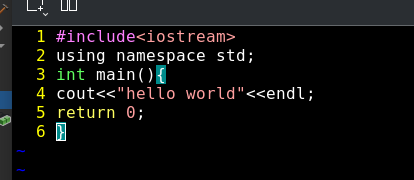 1 #include<iostream>
2 using namespace std;
3 int main(){
4 cout<<"hello world"<<endl;
5 return 0;
6 }
~
~